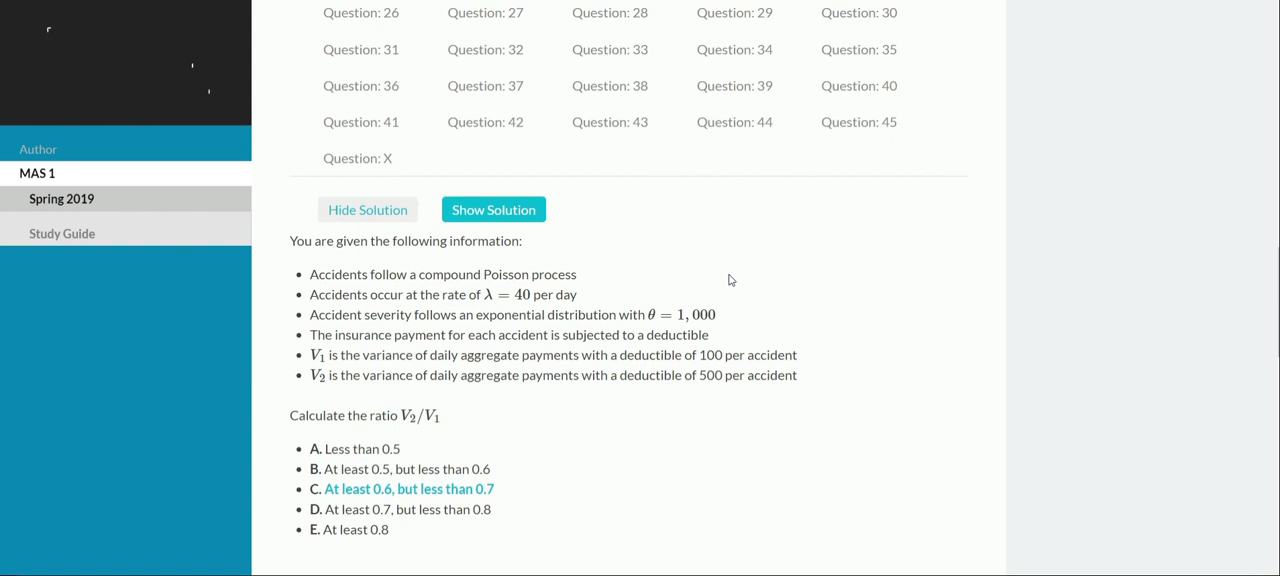 Question: 26 Question: 27 Question: 28 Question: 29 Question: 30
Question: 31 Question: 32 Question: 33 Question: 34 Question: 35
Question: 36 Question: 37 Question: 38 Question: 39 Question: 40
Question: 41 Question: 42 Question: 43 Question: 44 Question: 45
Question: X
Author
MAS 1
Spring 2019
Study Guide
Hide Solution Show Solution
You are given the following information:
• Accidents follow a compound Poisson process
• Accidents occur at the rate of λ = 40 per day
• Accident severity follows an exponential distribution with θ = 1, 000
• The insurance payment for each accident is subjected to a deductible
• V₁ is the variance of daily aggregate payments with a deductible of 100 per accident
• V₂ is the variance of daily aggregate payments with a deductible of 500 per accident
Calculate the ratio V₂/V₁
• A. Less than 0.5
• B. At least 0.5, but less than 0.6
• C. At least 0.6, but less than 0.7
• D. At least 0.7, but less than 0.8
• E. At least 0.8